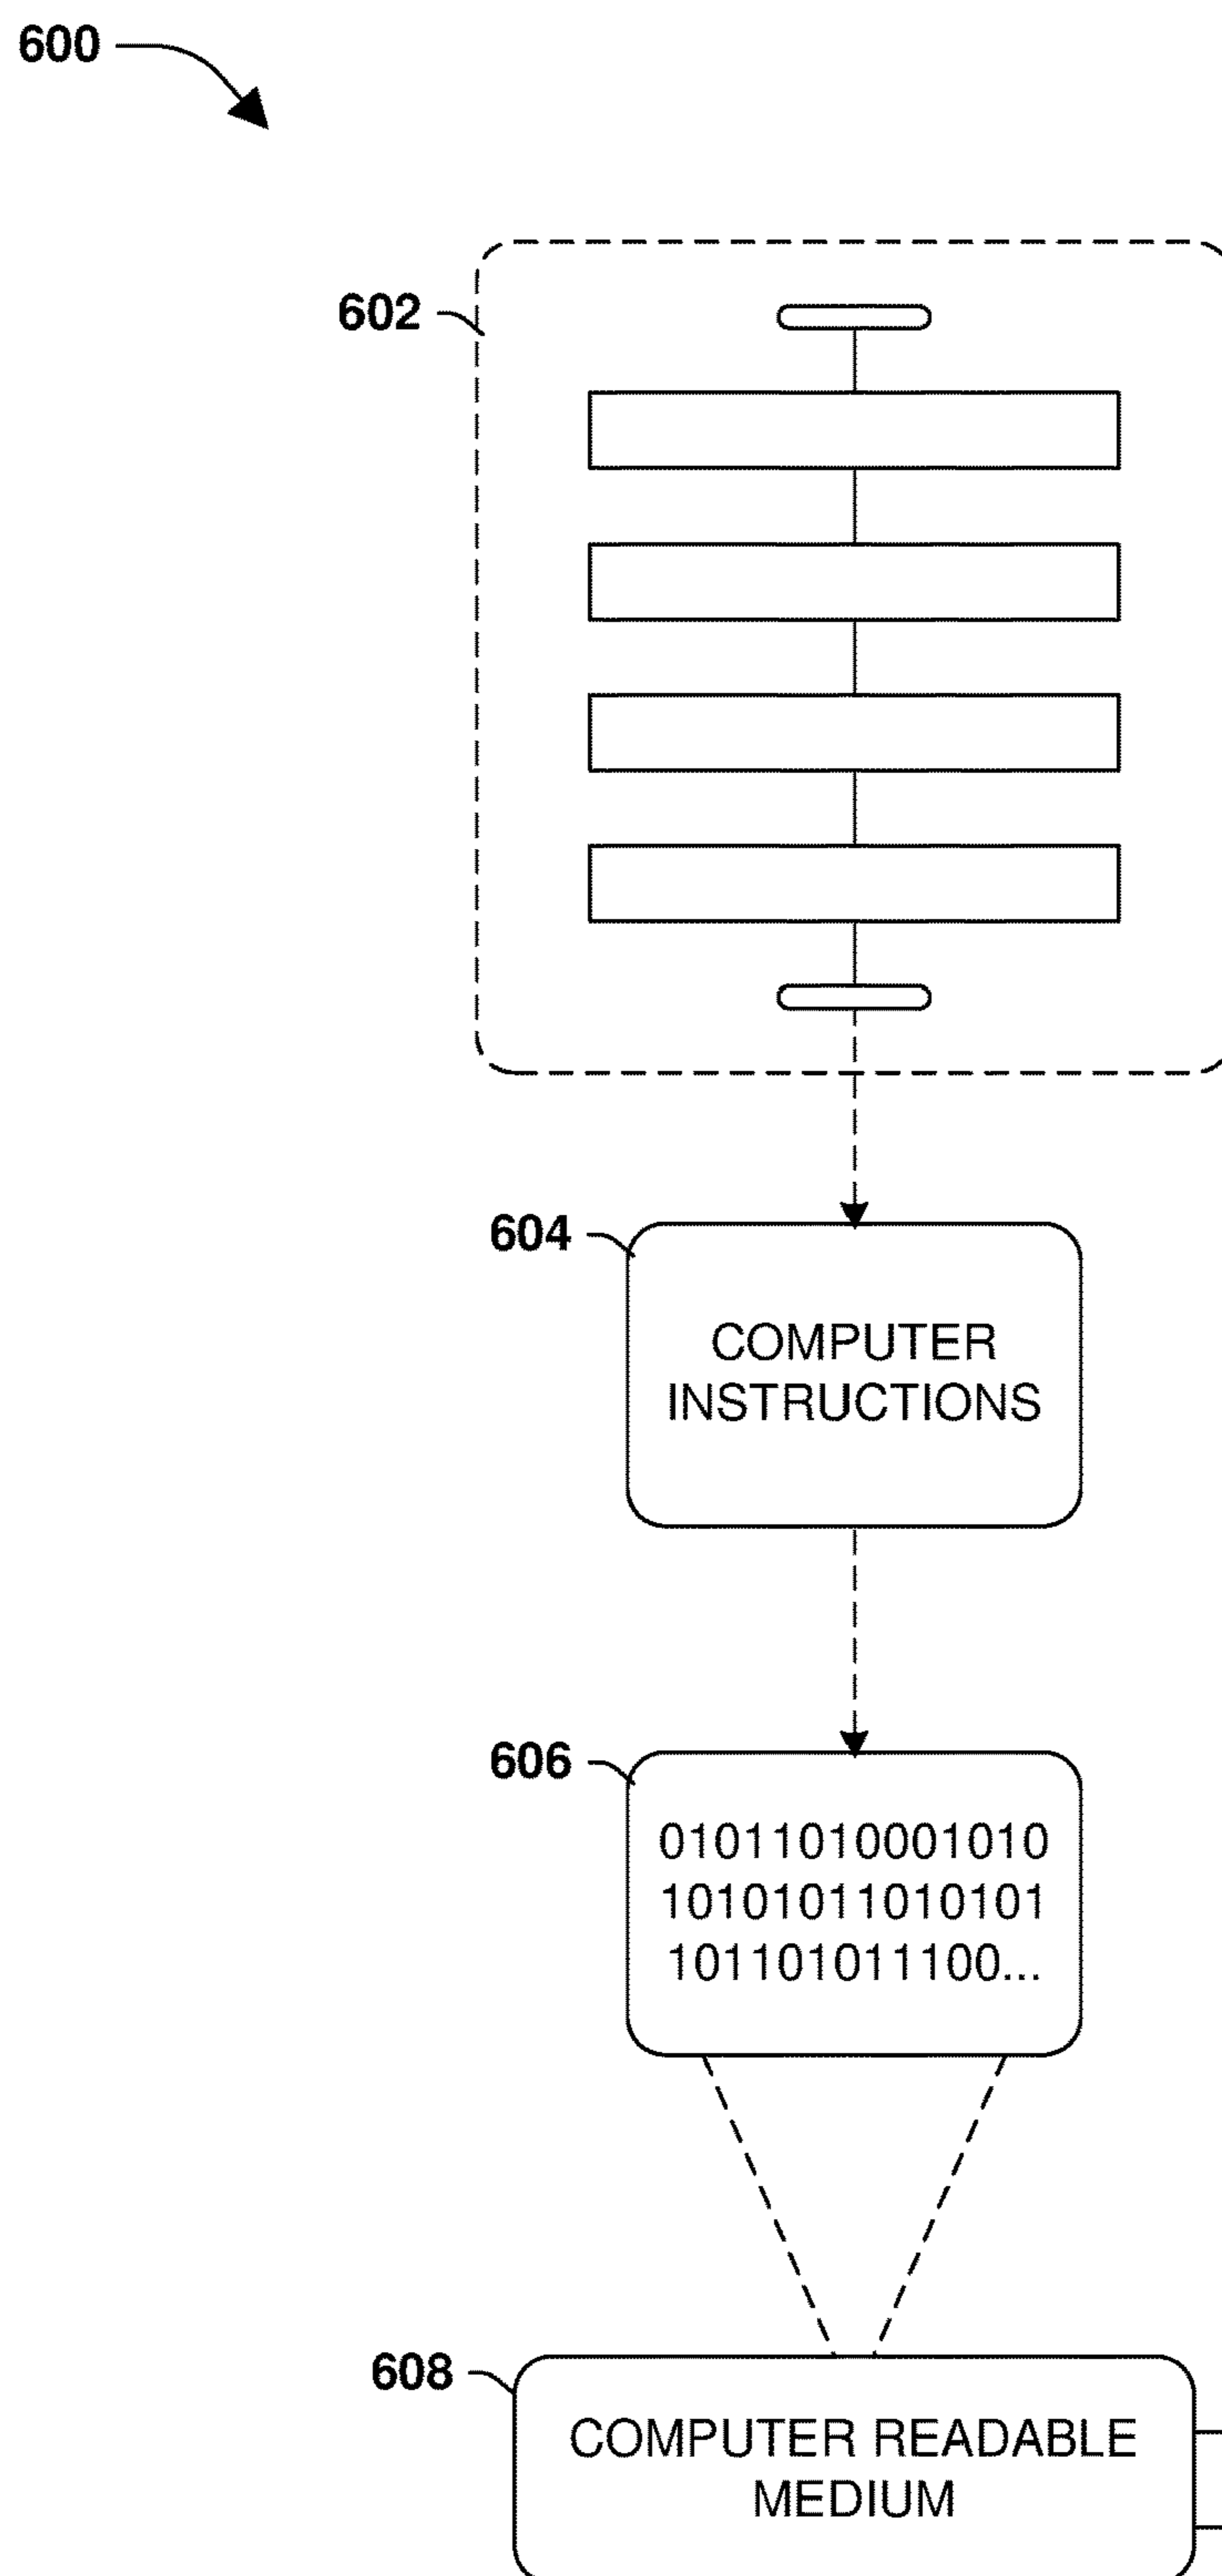 600
602
604
COMPUTER
INSTRUCTIONS
606
01011010001010
10101011010101
101101011100...
608
COMPUTER READABLE
MEDIUM